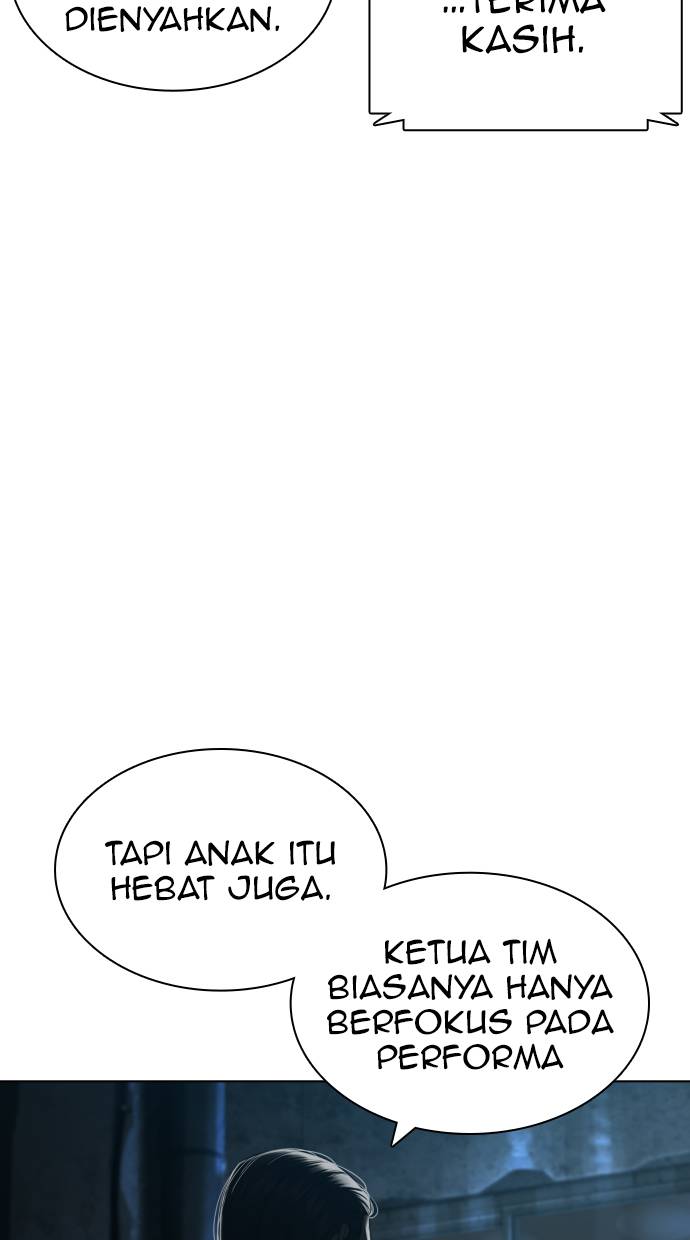 DIENYAHKAN.
...TERIMA
KASIH.
TAPI ANAK ITU
HEBAT JUGA.
KETUA TIM
BIASANYA HANYA
BERFOKUS PADA
PERFORMA